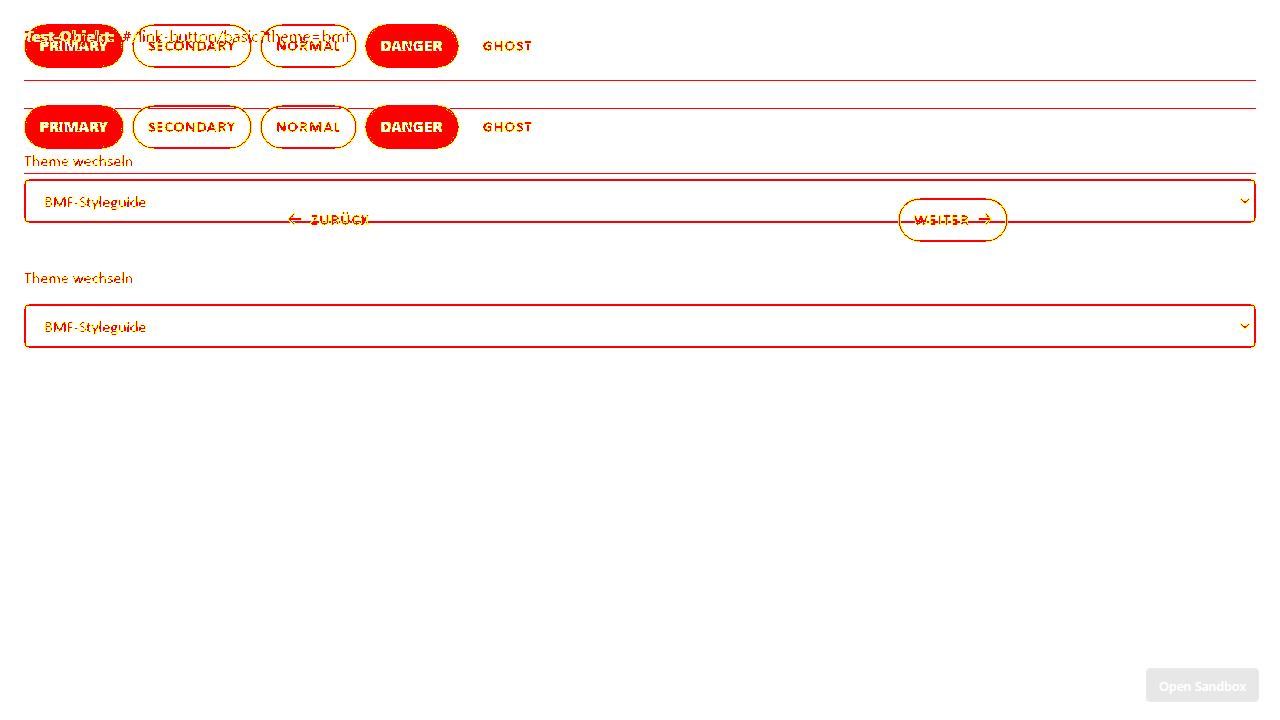 Test-Objekt: #/link-button/basic?theme=bmf
PRIMARY SECONDARY NORMAL DANGER GHOST
PRIMARY SECONDARY NORMAL DANGER GHOST
Theme wechseln
BMF-Styleguide
← ZURÜCK WEITER →
Theme wechseln
BMF-Styleguide
Open Sandbox